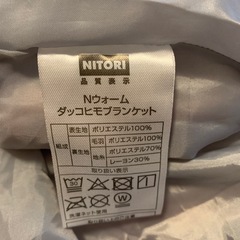 NITORI
品質表示
Nウォーム
ダッコヒモブランケット
組成 表生地 ポリエステル100%
裏生地 毛羽 ポリエステル100%
地糸 ポリエステル70%
レーヨン30%
取り扱い表示
洗濯ネット使用